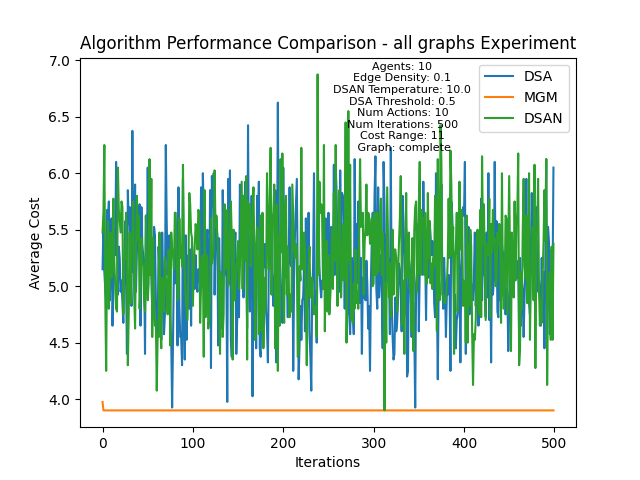 Algorithm Performance Comparison - all graphs Experiment
Agents: 10
Edge Density: 0.1
DSAN Temperature: 10.0
DSA Threshold: 0.5
Num Actions: 10
Num Iterations: 500
Cost Range: 11
Graph: complete
DSA
MGM
DSAN
Average Cost
7.0
6.5
6.0
5.5
5.0
4.5
4.0
0 100 200 300 400 500
Iterations